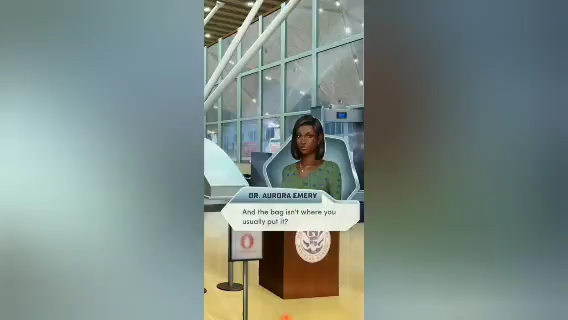 DR. AURORA EMERY
And the bag isn't where you
usually put it?